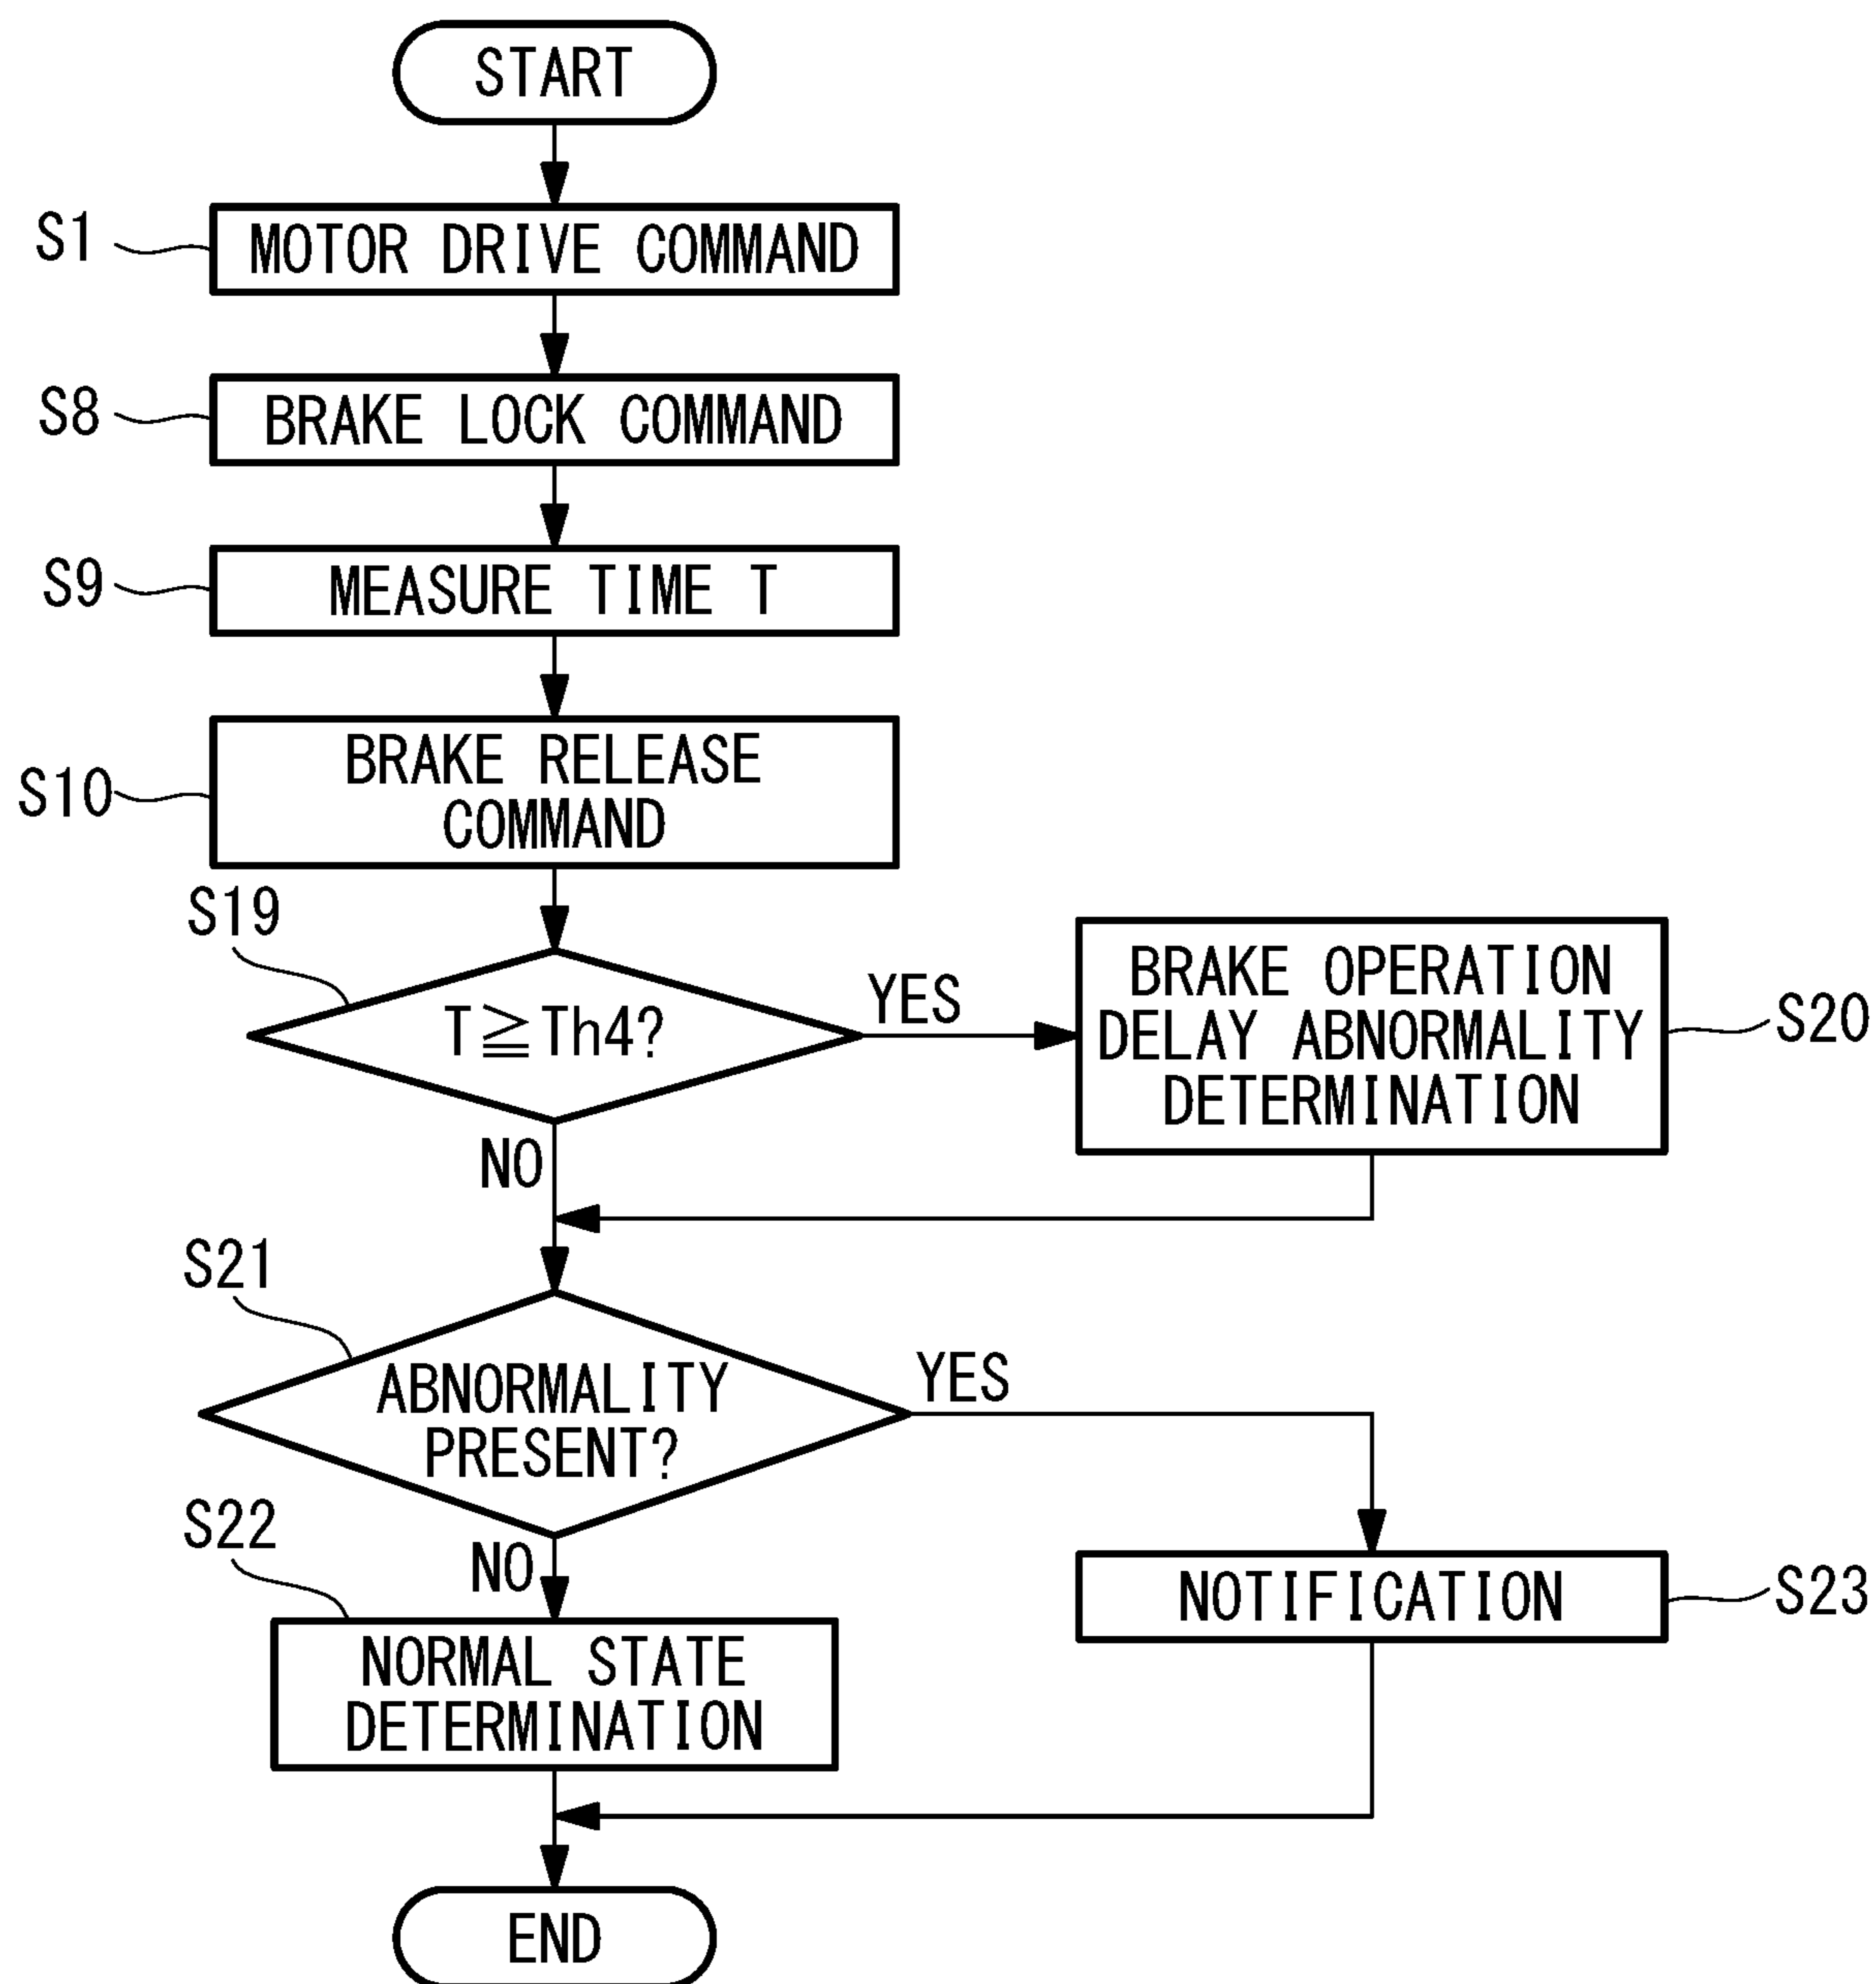 START
S1
MOTOR DRIVE COMMAND
S8
BRAKE LOCK COMMAND
S9
MEASURE TIME T
S10
BRAKE RELEASE
COMMAND
S19
T≧Th4?
YES
NO
BRAKE OPERATION
DELAY ABNORMALITY
DETERMINATION
S20
S21
ABNORMALITY
PRESENT?
YES
NO
S22
NORMAL STATE
DETERMINATION
NOTIFICATION
S23
END